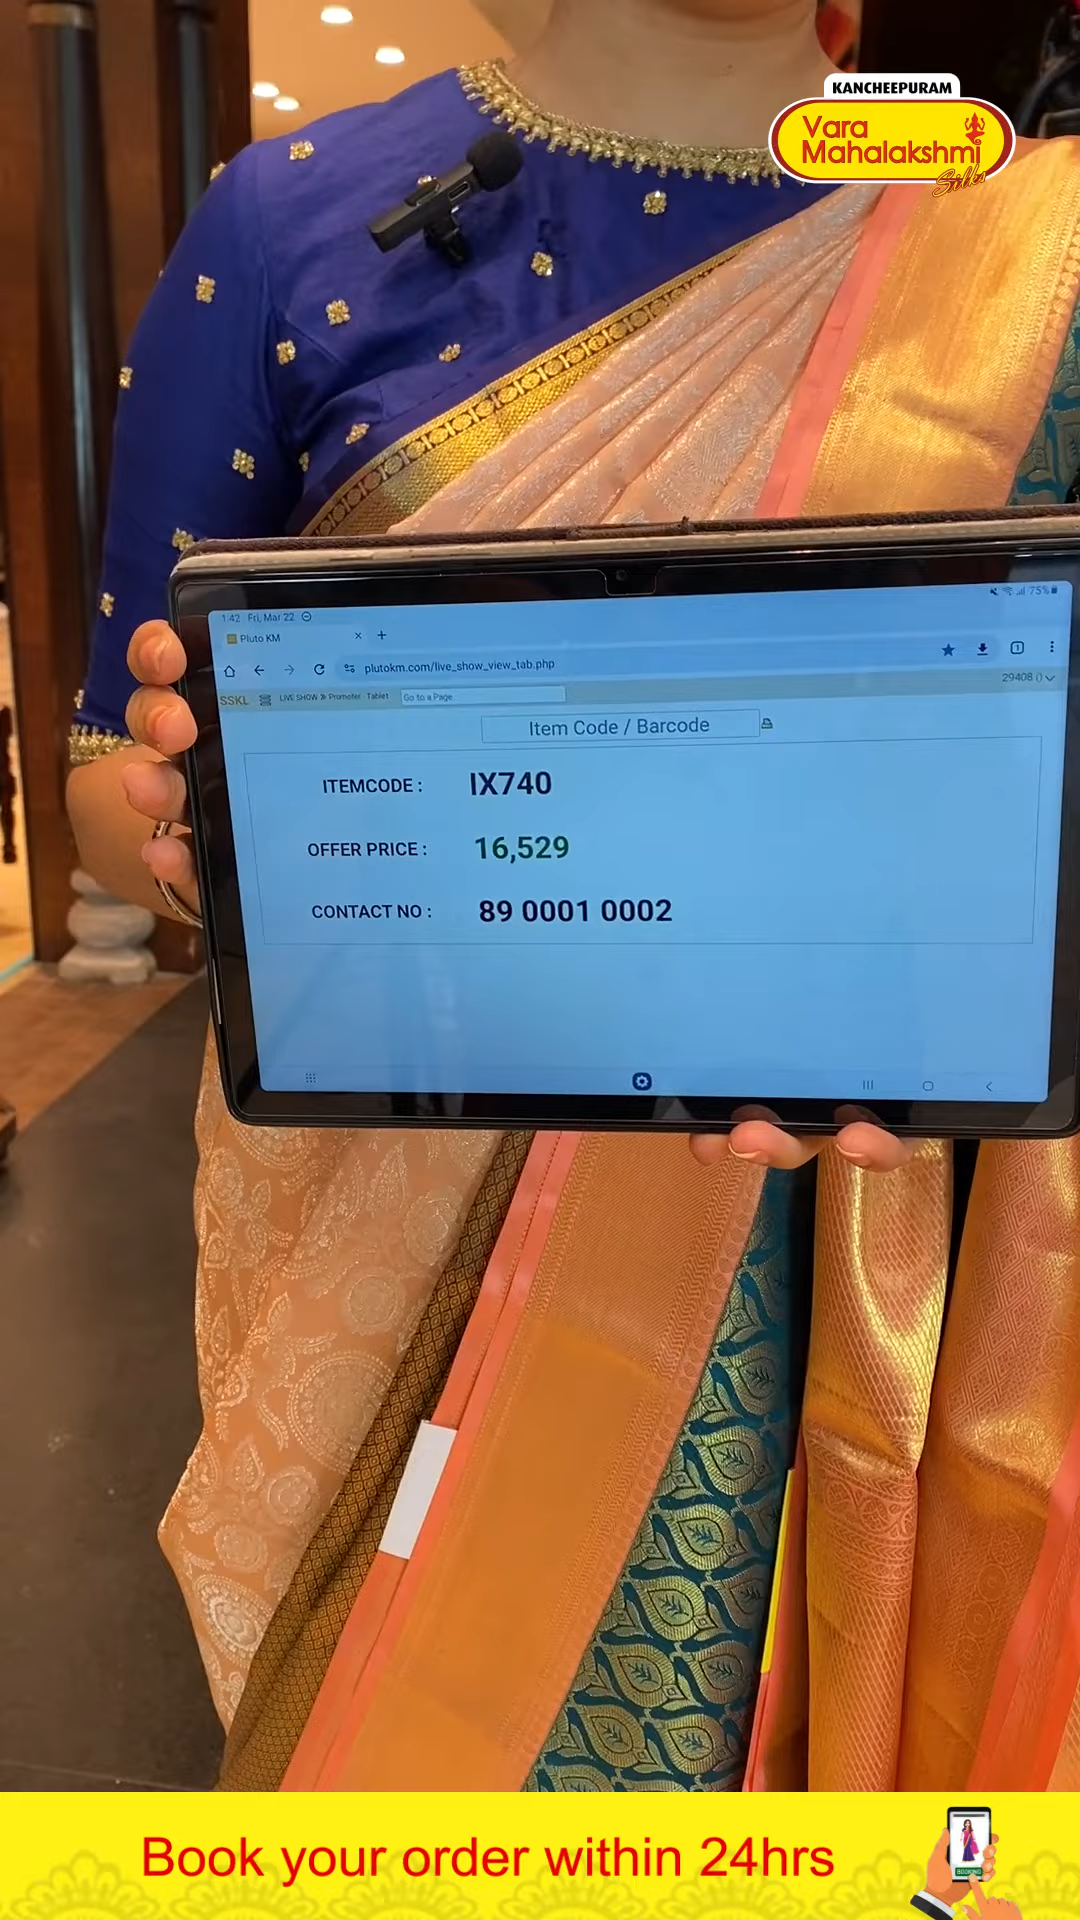 KANCHEEPURAM
Vara
Mahalakshmi
Silks
1:42 Fri, Mar 22
75%
Pluto KM
plutokm.com/live_show_view_tab.php
29408 ()
SSKL LIVE SHOW » Promoter Tablet Go to a Page
Item Code / Barcode
ITEMCODE : IX740
OFFER PRICE : 16,529
CONTACT NO : 89 0001 0002
Book your order within 24hrs
BOOKING